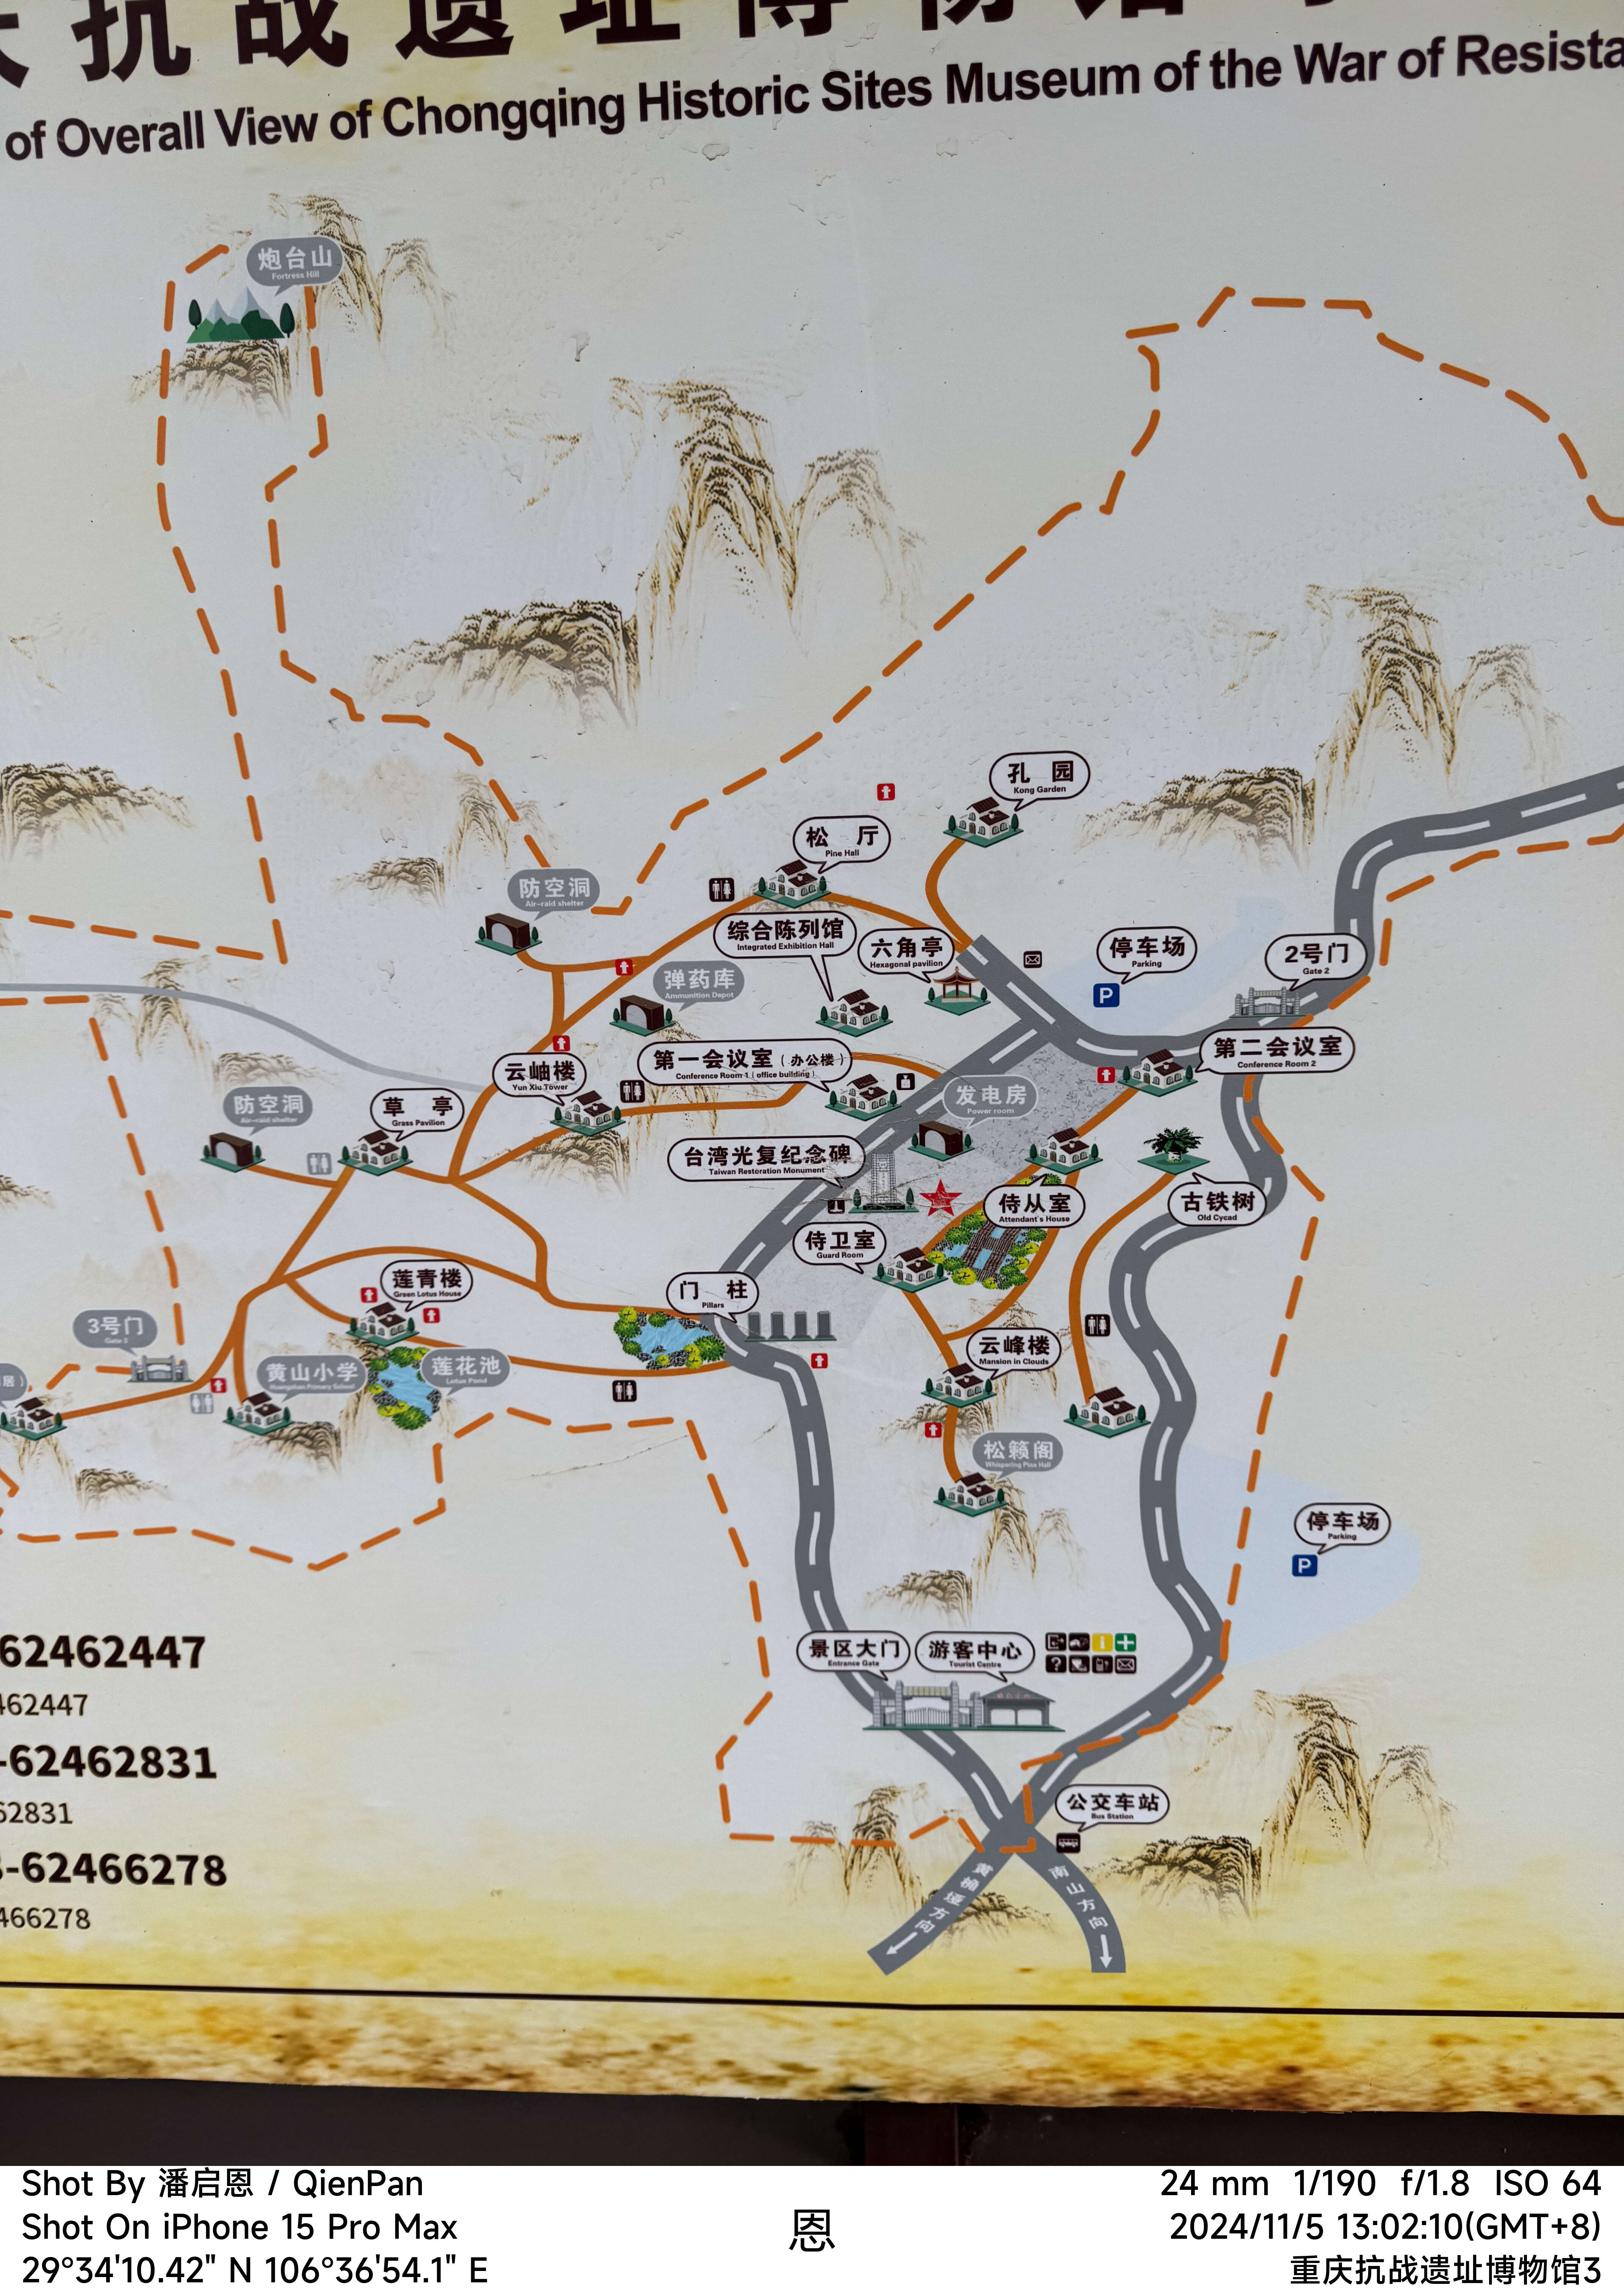 抗战遗址博物馆
of Overall View of Chongqing Historic Sites Museum of the War of Resista
炮台山
Fortress Hill
孔 园
Kong Garden
松 厅
Pine Hall
防空洞
Air-raid shelter
综合陈列馆
Integrated Exhibition Hall
六角亭
Hexagonal pavilion
停车场
Parking
P
2号门
Gate 2
弹药库
Ammunition Depot
第一会议室（办公楼）
Conference Room 1 ( office building )
第二会议室
Conference Room 2
云岫楼
Yun Xiu Tower
发电房
Power room
防空洞
Air-raid shelter
草 亭
Grass Pavilion
台湾光复纪念碑
Taiwan Restoration Monument
侍从室
Attendant's House
古铁树
Old Cycad
侍卫室
Guard Room
莲青楼
Green Lotus House
门 柱
Pillars
3号门
Gate 3
云峰楼
Mansion in Clouds
黄山小学
Huangshan Primary School
莲花池
Lotus Pond
居）
松籁阁
Whispering Pine Hall
停车场
Parking
P
景区大门
Entrance Gate
游客中心
Tourist Centre
62462447
462447
-62462831
62831
-62466278
466278
公交车站
Bus Station
黄桷垭方向
南山方向
Shot By 潘启恩 / QienPan
Shot On iPhone 15 Pro Max
29°34'10.42" N 106°36'54.1" E
恩
24 mm 1/190 f/1.8 ISO 64
2024/11/5 13:02:10(GMT+8)
重庆抗战遗址博物馆3